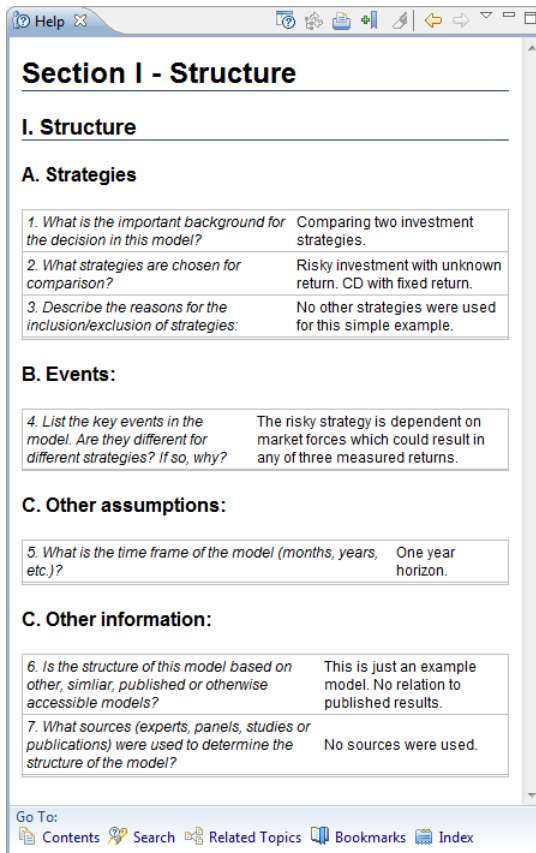 Help
Section I - Structure
I. Structure
A. Strategies
1. What is the important background for
the decision in this model?
Comparing two investment
strategies.
2. What strategies are chosen for
comparison?
Risky investment with unknown
return. CD with fixed return.
3. Describe the reasons for the
inclusion/exclusion of strategies:
No other strategies were used
for this simple example.
B. Events:
4. List the key events in the
model. Are they different for
different strategies? If so, why?
The risky strategy is dependent on
market forces which could result in
any of three measured returns.
C. Other assumptions:
5. What is the time frame of the model (months, years,
etc.)?
One year
horizon.
C. Other information:
6. Is the structure of this model based on
other, simliar, published or otherwise
accessible models?
This is just an example
model. No relation to
published results.
7. What sources (experts, panels, studies or
publications) were used to determine the
structure of the model?
No sources were used.
Go To:
Contents Search Related Topics Bookmarks Index